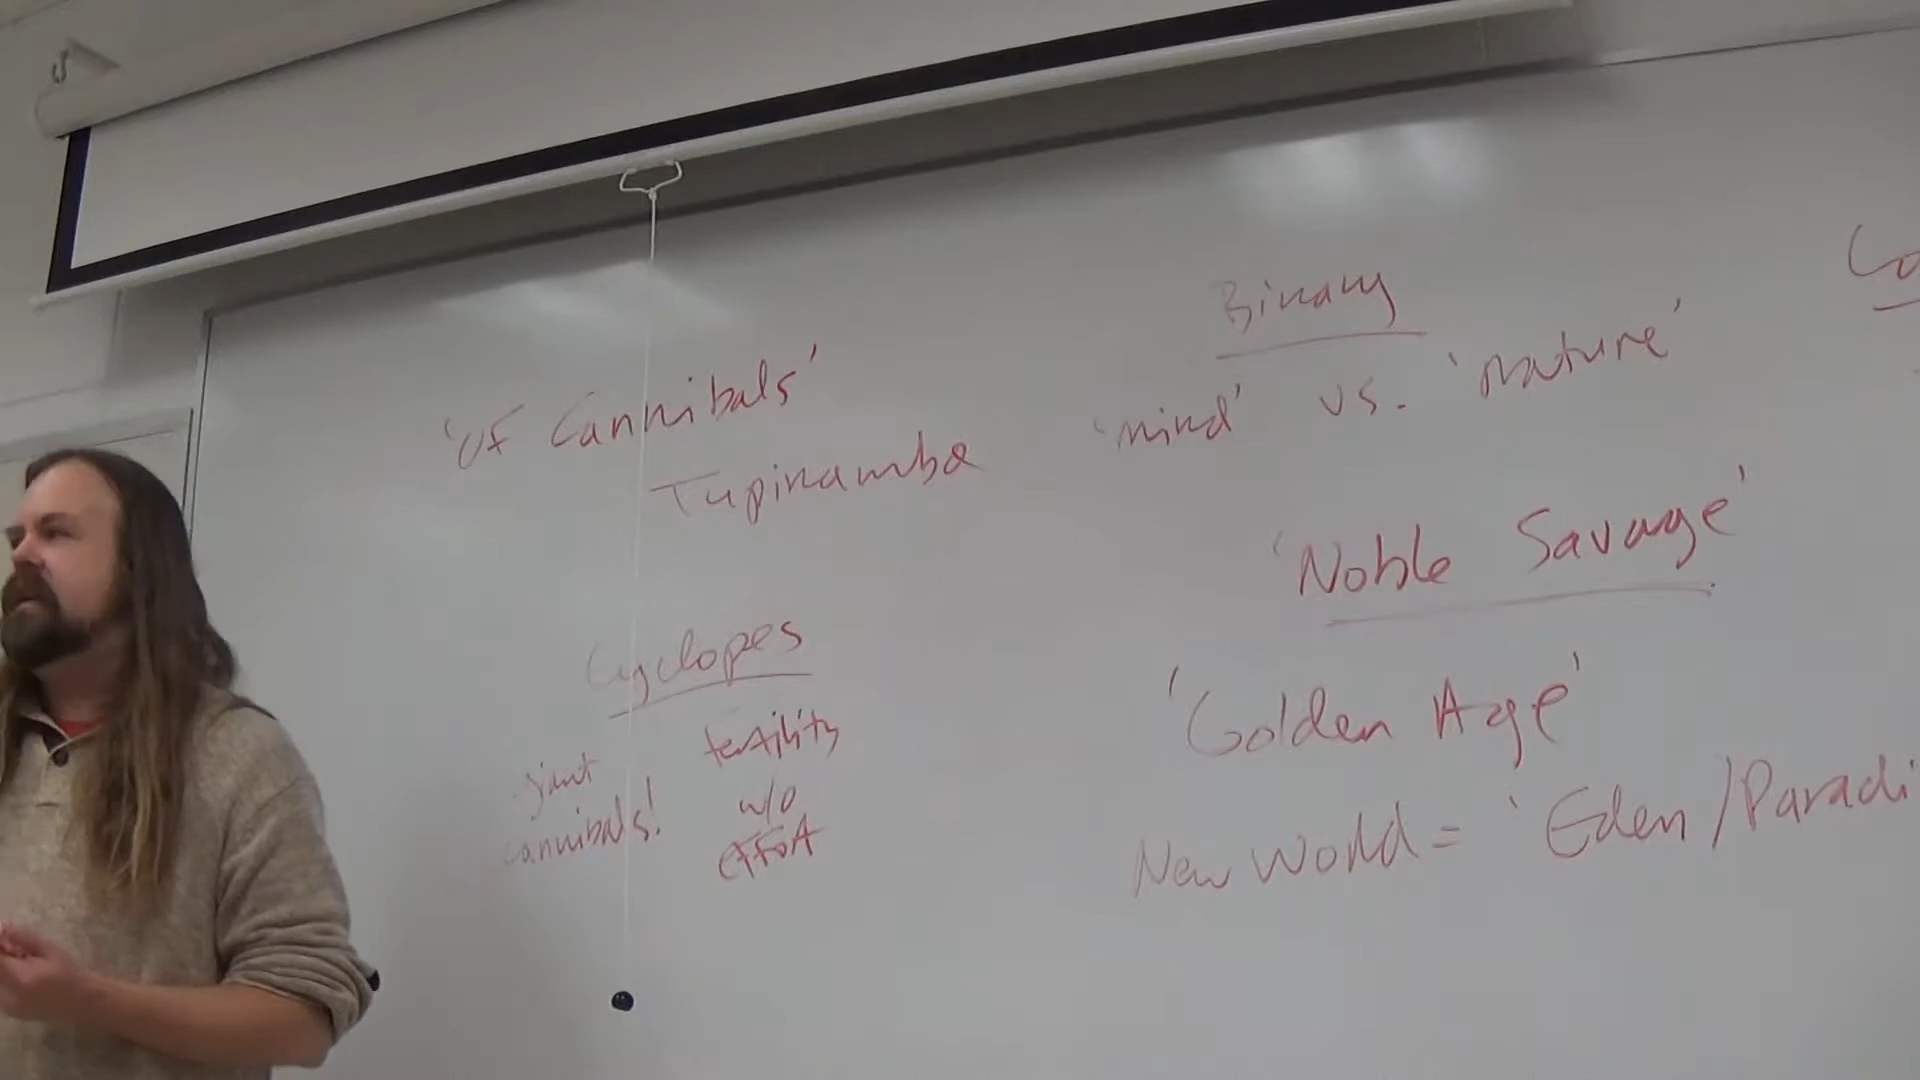 'Of Cannibals'
Tupinamba
Cyclopes
giant
cannibals!
fertility
w/o
effort
Binary
'mind' vs. 'nature'
'Noble Savage'
'Golden Age'
New World = 'Eden/Paradi
Co